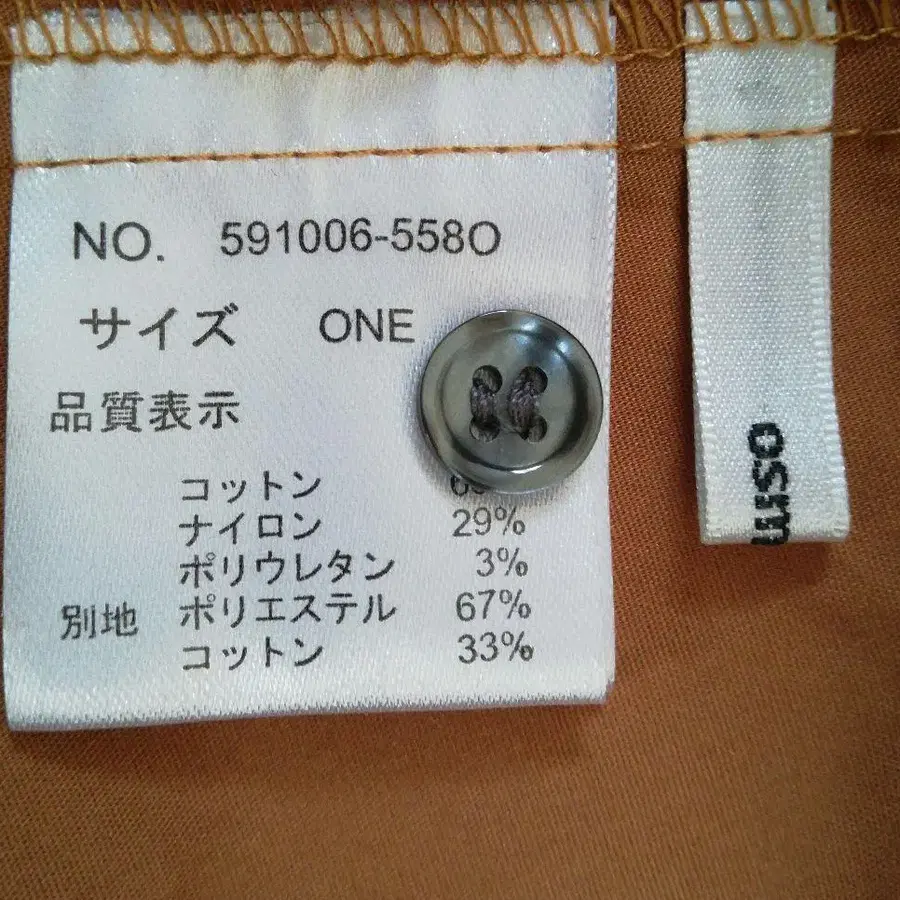 NO. 591006-558O
サイズ ONE
品質表示
コットン
ナイロン 29%
ポリウレタン 3%
別地 ポリエステル 67%
コットン 33%